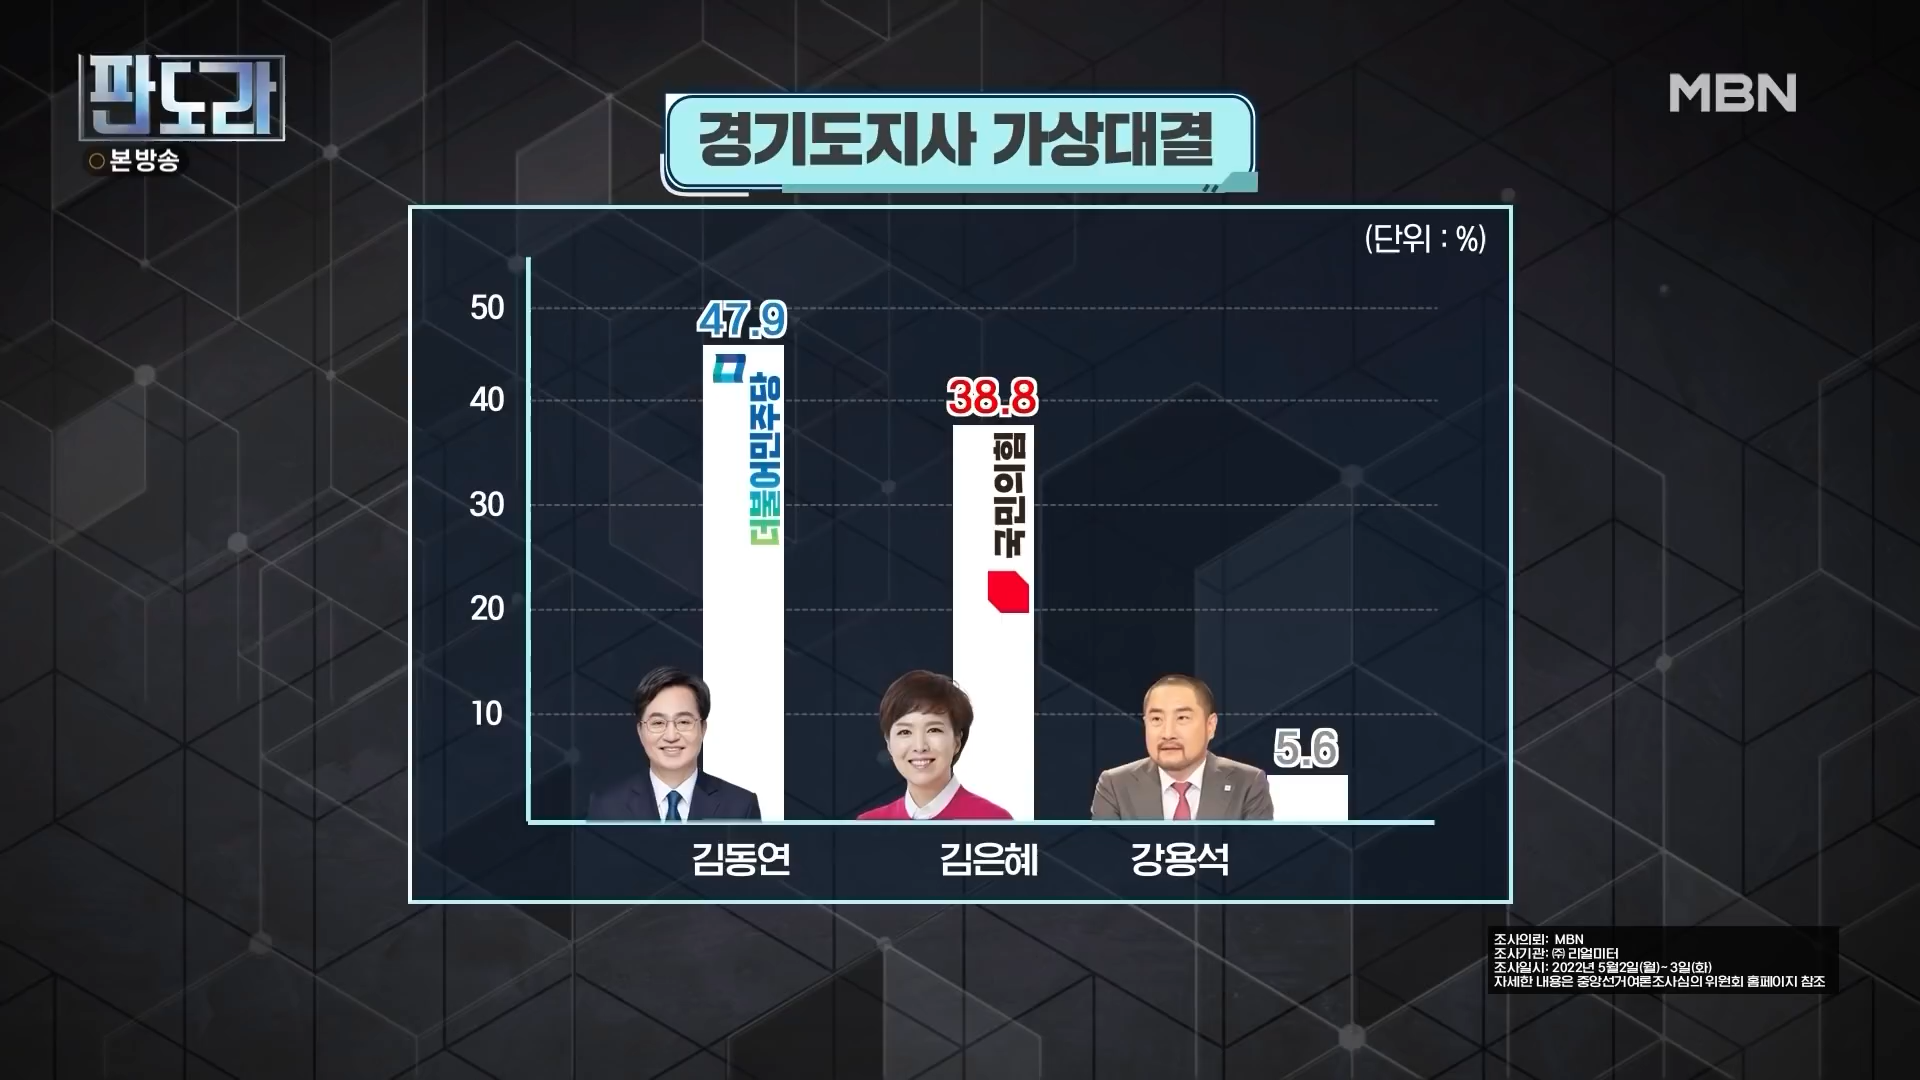 판도라
본방송
MBN
경기도지사 가상대결
(단위 : %)
50
40
30
20
10
47.9
더불어민주당
38.8
국민의힘
5.6
김동연
김은혜
강용석
조사의뢰: MBN
조사기관: ㈜ 리얼미터
조사일시: 2022년 5월2일(월)~ 3일(화)
자세한 내용은 중앙선거여론조사심의 위원회 홈페이지 참조